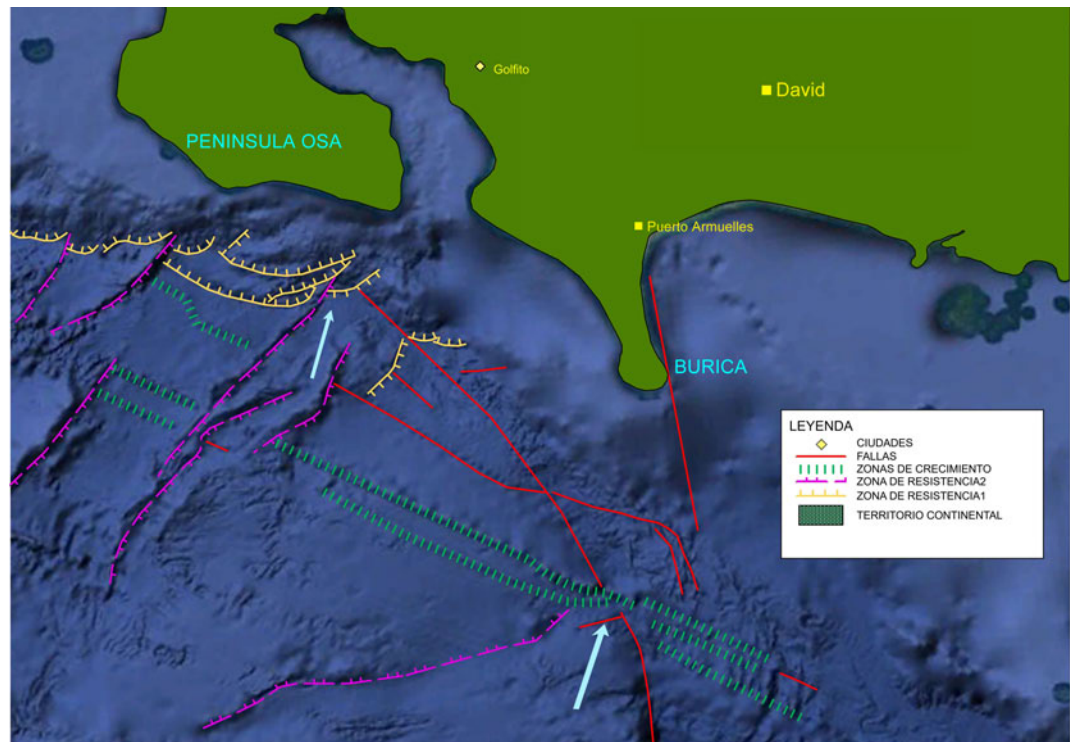 Golfito
David
PENINSULA OSA
Puerto Armuelles
BURICA
LEYENDA
CIUDADES
FALLAS
ZONAS DE CRECIMIENTO
ZONA DE RESISTENCIA2
ZONA DE RESISTENCIA1
TERRITORIO CONTINENTAL